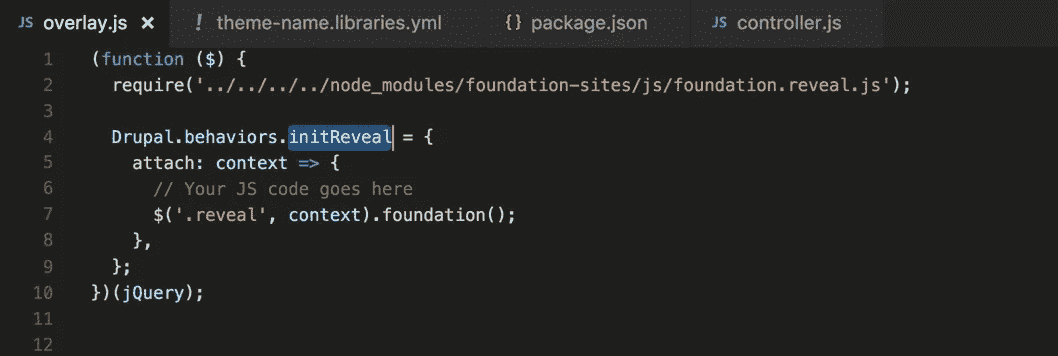 JS overlay.js × ! theme-name.libraries.yml {} package.json JS controller.js
1 (function ($) {
2 require('../../../../node_modules/foundation-sites/js/foundation.reveal.js');
3
4 Drupal.behaviors.initReveal = {
5 attach: context => {
6 // Your JS code goes here
7 $('.reveal', context).foundation();
8 },
9 };
10 })(jQuery);
11
12